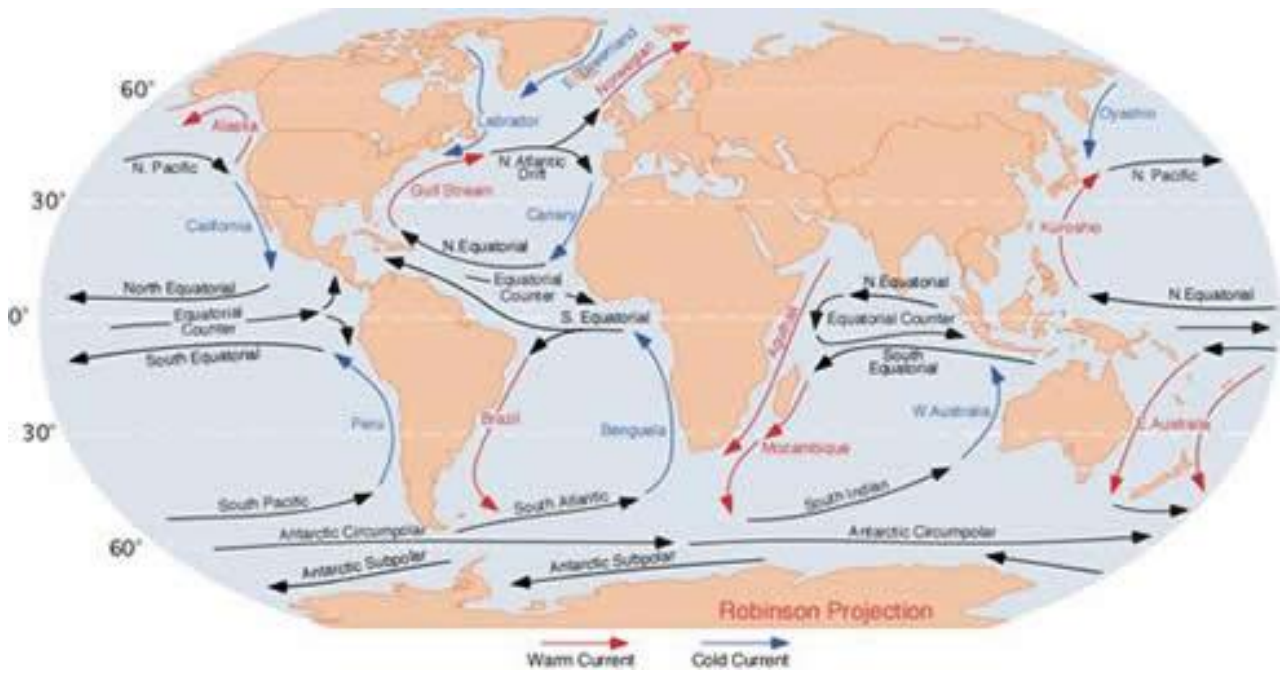 60°
E. Greenland
Norwegian
Alaska
Labrador
Oyashio
N. Pacific
N. Atlantic
Drift
N. Pacific
30°
Gulf Stream
California
Canary
Kuroshio
N.Equatorial
North Equatorial
Equatorial
Counter
N.Equatorial
N.Equatorial
0°
Equatorial
Counter
S. Equatorial
Equatorial Counter
Agulhas
South Equatorial
South
Equatorial
30°
Peru
Brazil
Benguela
Mozambique
W.Australia
E.Australia
South Pacific
South Atlantic
South Indian
60°
Antarctic Circumpolar
Antarctic Circumpolar
Antarctic Subpolar
Antarctic Subpolar
Robinson Projection
Warm Current
Cold Current